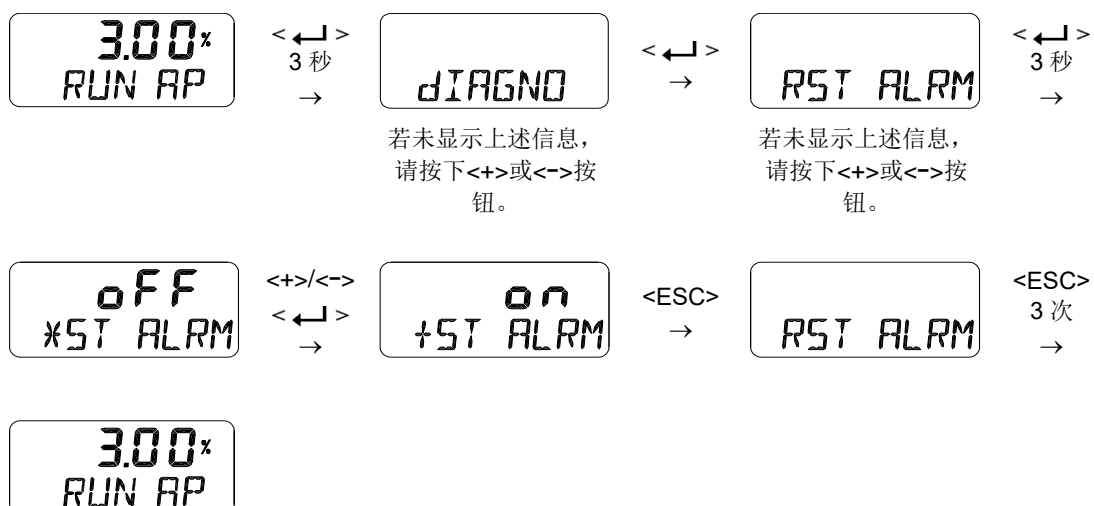 3.00%
RUN AP
< ↵ >
3 秒
→
dIAGNO
若未显示上述信息，
请按下<+>或<->按
钮。
< ↵ >
→
RST ALRM
若未显示上述信息，
请按下<+>或<->按
钮。
< ↵ >
3 秒
→
oFF
*ST ALRM
<+>/<->
< ↵ >
→
on
+ST ALRM
<ESC>
→
RST ALRM
<ESC>
3 次
→
3.00%
RUN AP